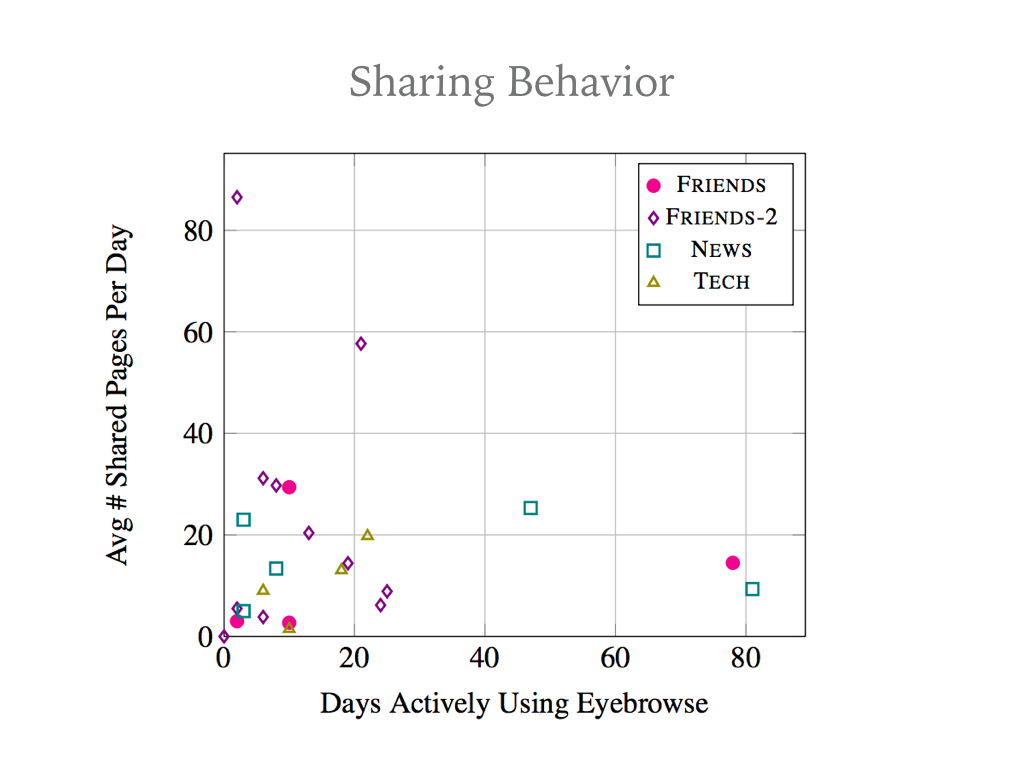 Sharing Behavior
FRIENDS
FRIENDS-2
NEWS
TECH
Avg # Shared Pages Per Day
80
60
40
20
0
0 20 40 60 80
Days Actively Using Eyebrowse